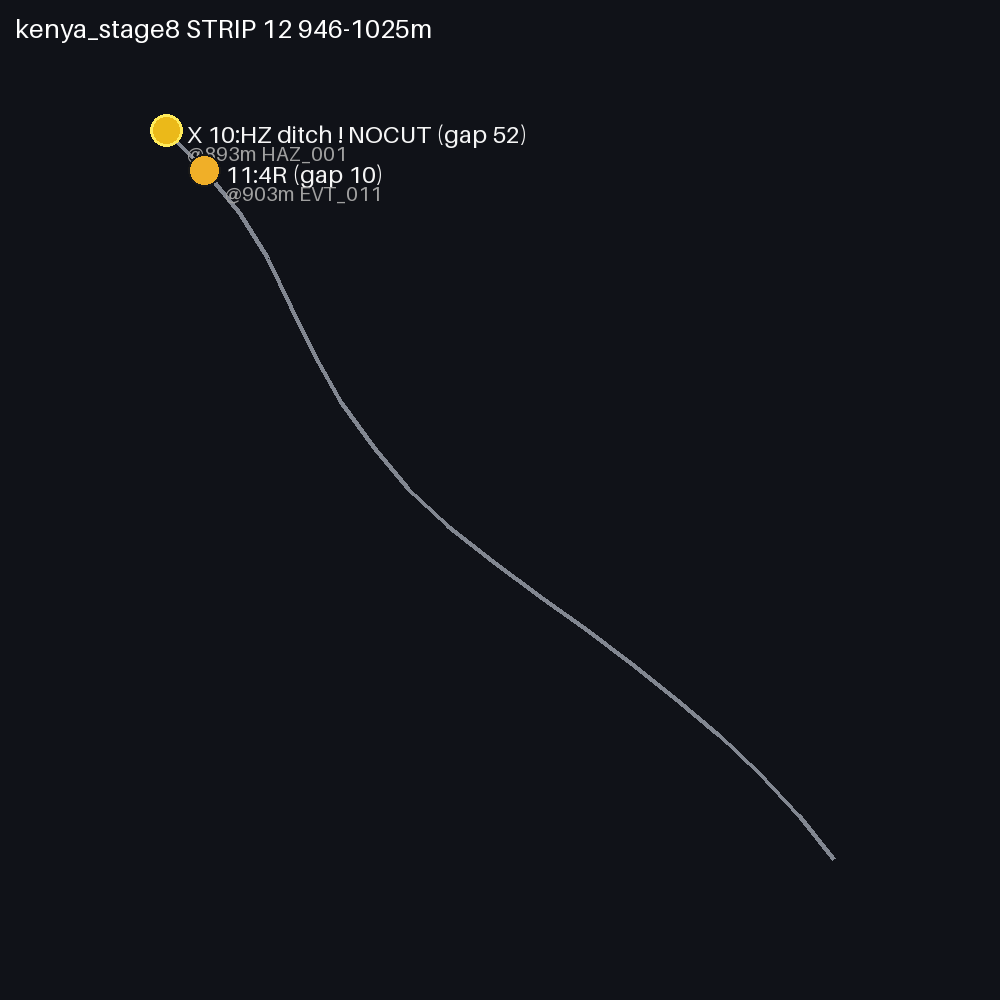 kenya_stage8 STRIP 12 946-1025m
X 10:HZ ditch ! NOCUT (gap 52)
@893m HAZ_001
11:4R (gap 10)
@903m EVT_011